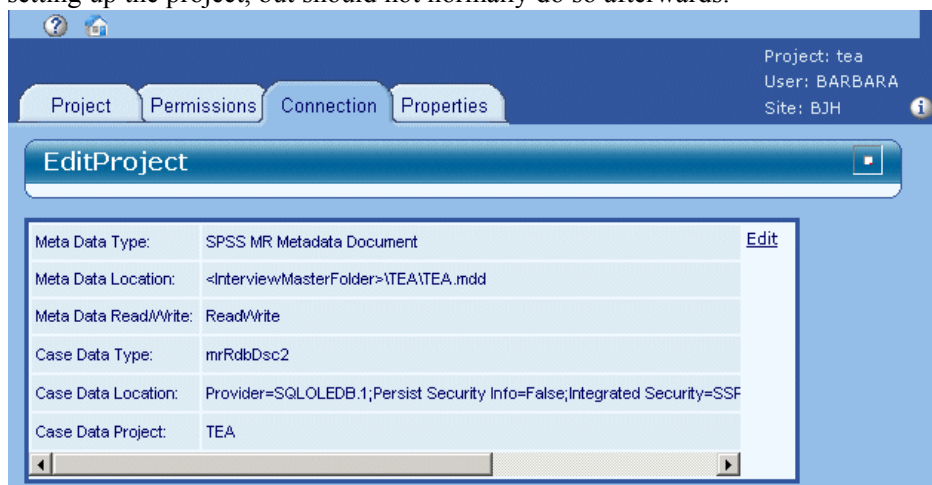 setting up the project, but should not normally do so afterwards.
Project: tea
User: BARBARA
Site: BJH
Project Permissions Connection Properties
EditProject
Meta Data Type: SPSS MR Metadata Document Edit
Meta Data Location: <InterviewMasterFolder>\TEA\TEA.mdd
Meta Data Read/Write: Read/Write
Case Data Type: mrRdbDsc2
Case Data Location: Provider=SQLOLEDB.1;Persist Security Info=False;Integrated Security=SSP
Case Data Project: TEA